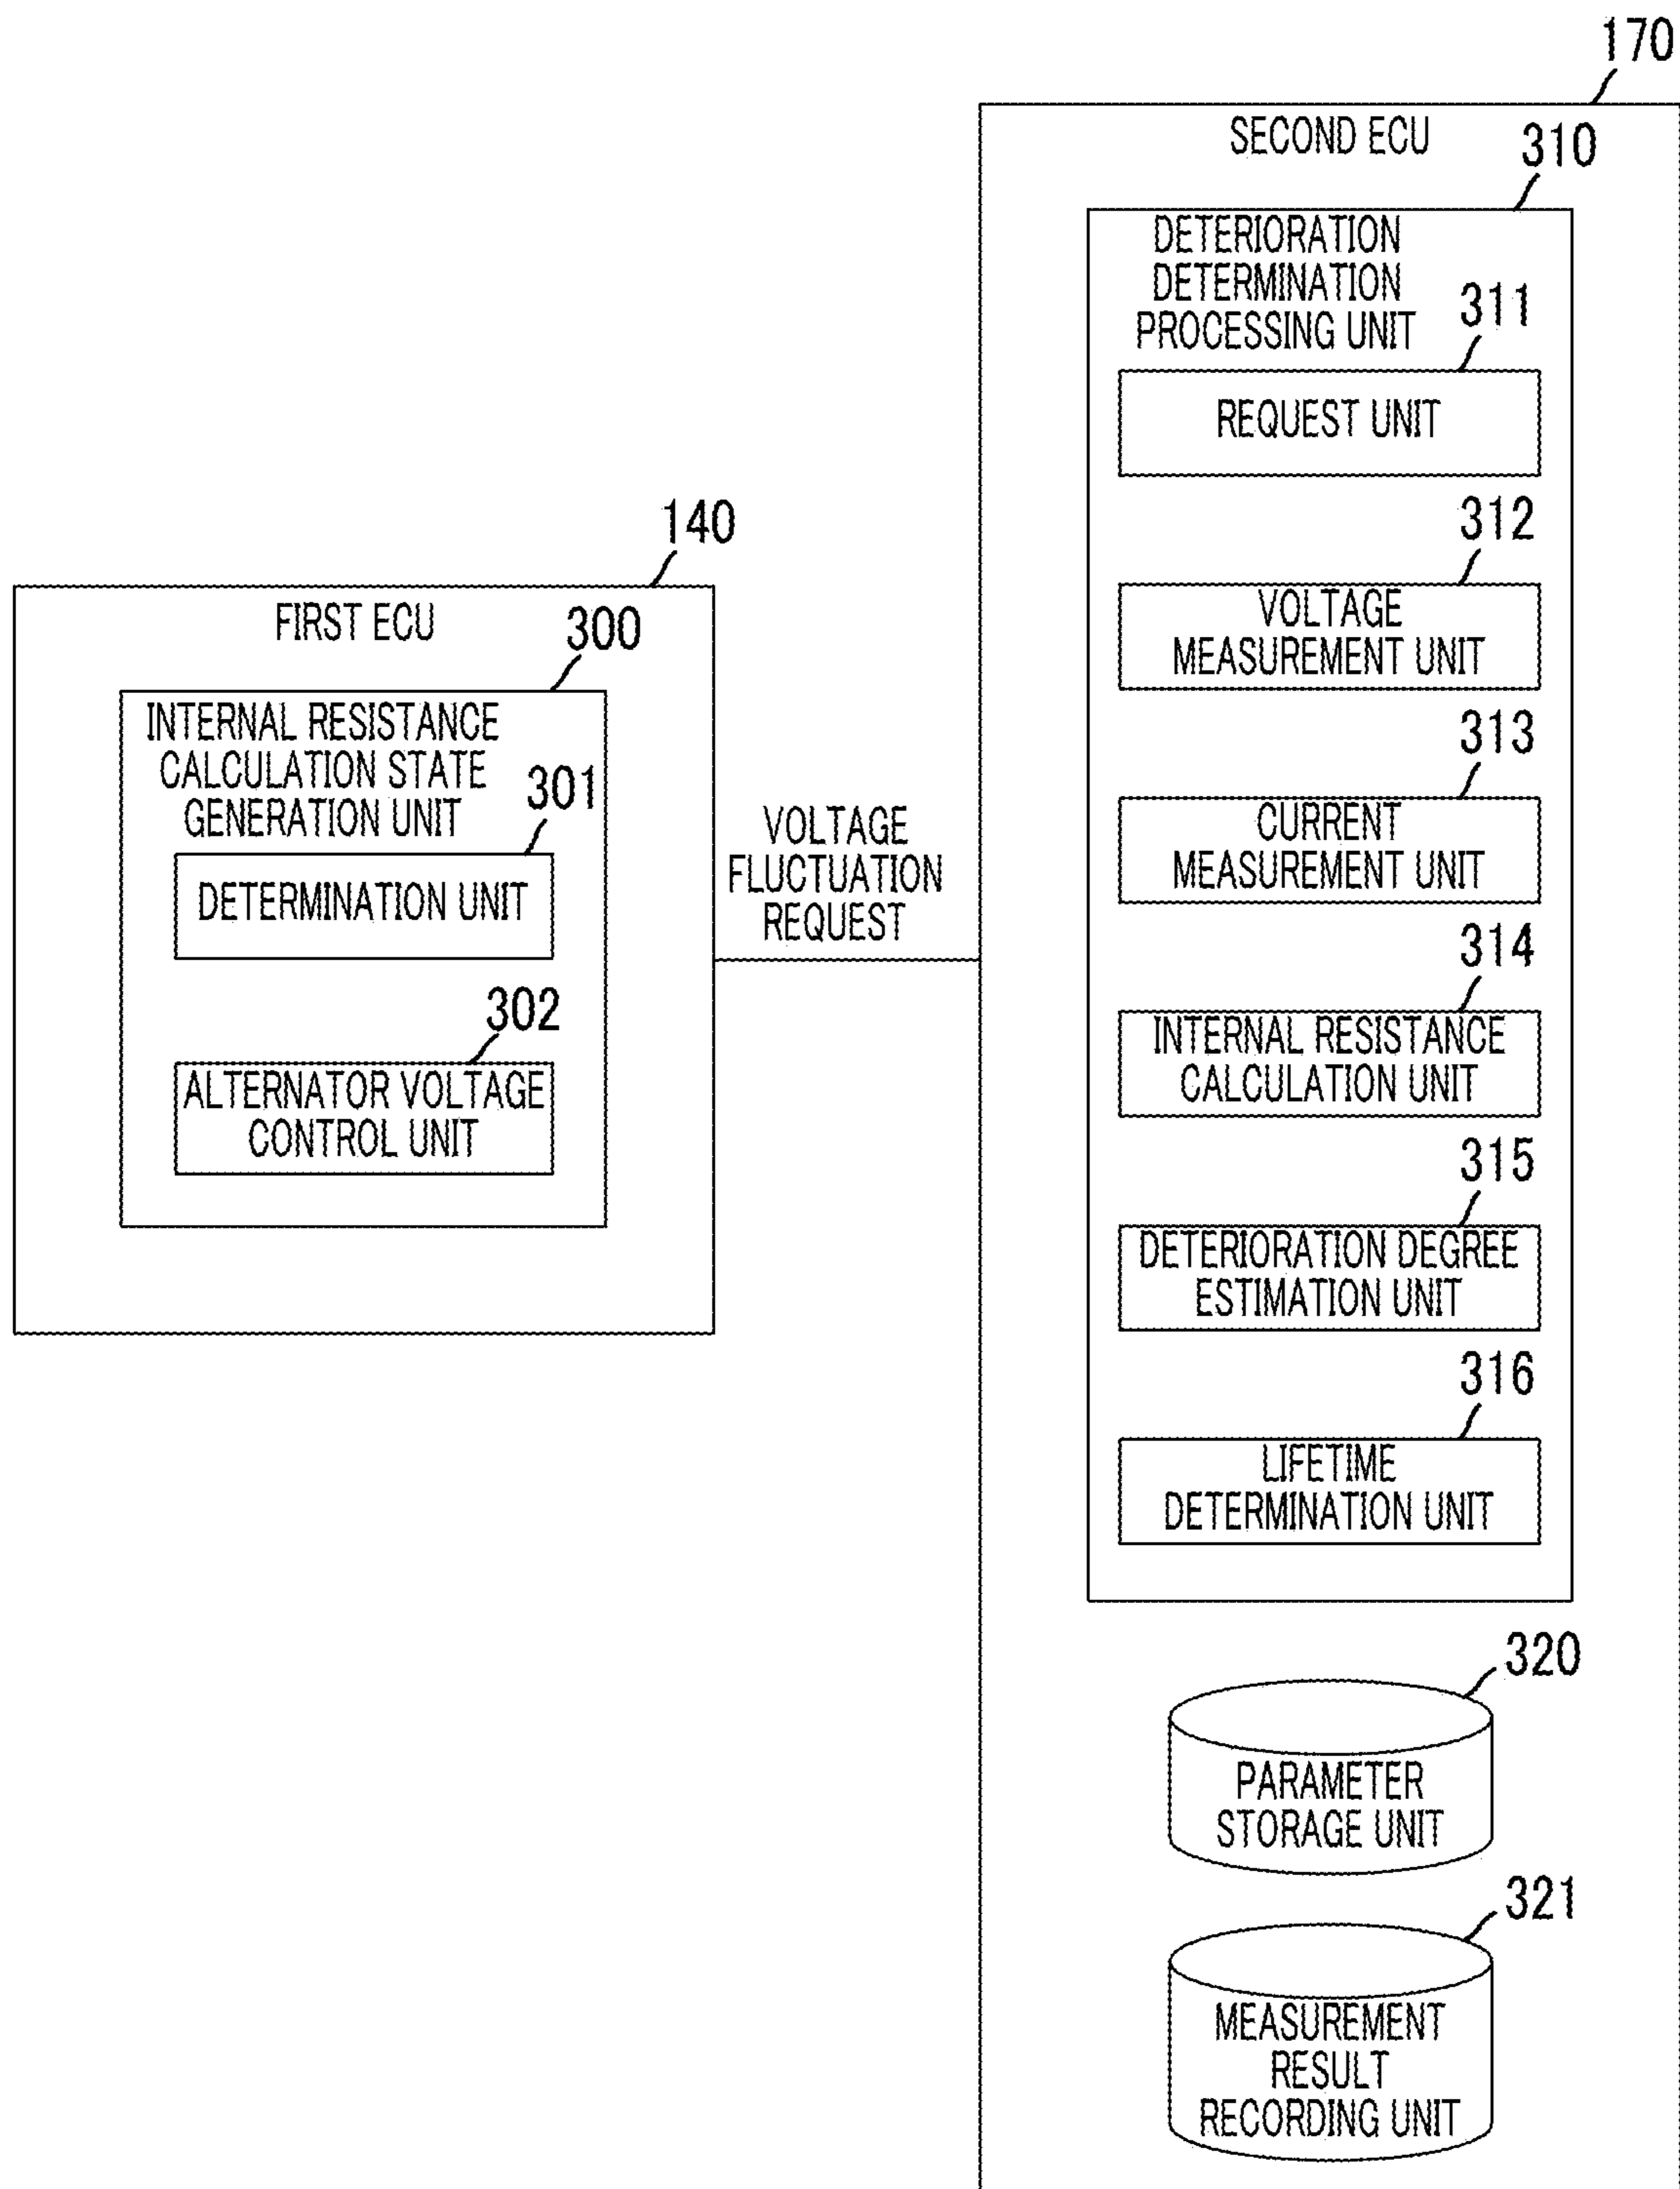 170
SECOND ECU
310
DETERIORATION
DETERMINATION
PROCESSING UNIT
311
REQUEST UNIT
312
VOLTAGE
MEASUREMENT UNIT
313
CURRENT
MEASUREMENT UNIT
314
INTERNAL RESISTANCE
CALCULATION UNIT
315
DETERIORATION DEGREE
ESTIMATION UNIT
316
LIFETIME
DETERMINATION UNIT
320
PARAMETER
STORAGE UNIT
321
MEASUREMENT
RESULT
RECORDING UNIT
140
FIRST ECU
300
INTERNAL RESISTANCE
CALCULATION STATE
GENERATION UNIT
301
DETERMINATION UNIT
302
ALTERNATOR VOLTAGE
CONTROL UNIT
VOLTAGE
FLUCTUATION
REQUEST